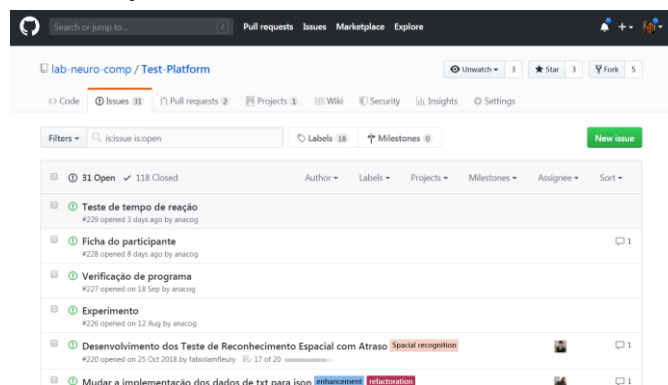 Search or jump to... / Pull requests Issues Marketplace Explore
lab-neuro-comp / Test-Platform Unwatch 3 Star 3 Fork 5
Code Issues 31 Pull requests 2 Projects 1 Wiki Security Insights Settings
Filters is:issue is:open Labels 18 Milestones 0 New issue
31 Open 118 Closed Author Labels Projects Milestones Assignee Sort
Teste de tempo de reação
#229 opened 3 days ago by anacog
Ficha do participante 1
#228 opened 8 days ago by anacog
Verificação de programa
#227 opened on 18 Sep by anacog
Experimento
#226 opened on 12 Aug by anacog
Desenvolvimento dos Teste de Reconhecimento Espacial com Atraso Spacial recognition 1
#220 opened on 25 Oct 2018 by fabiolamfleury 17 of 20
Mudar a implementação dos dados de txt para json enhancement refactoration 1